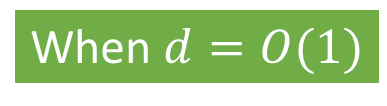 When d = O(1)